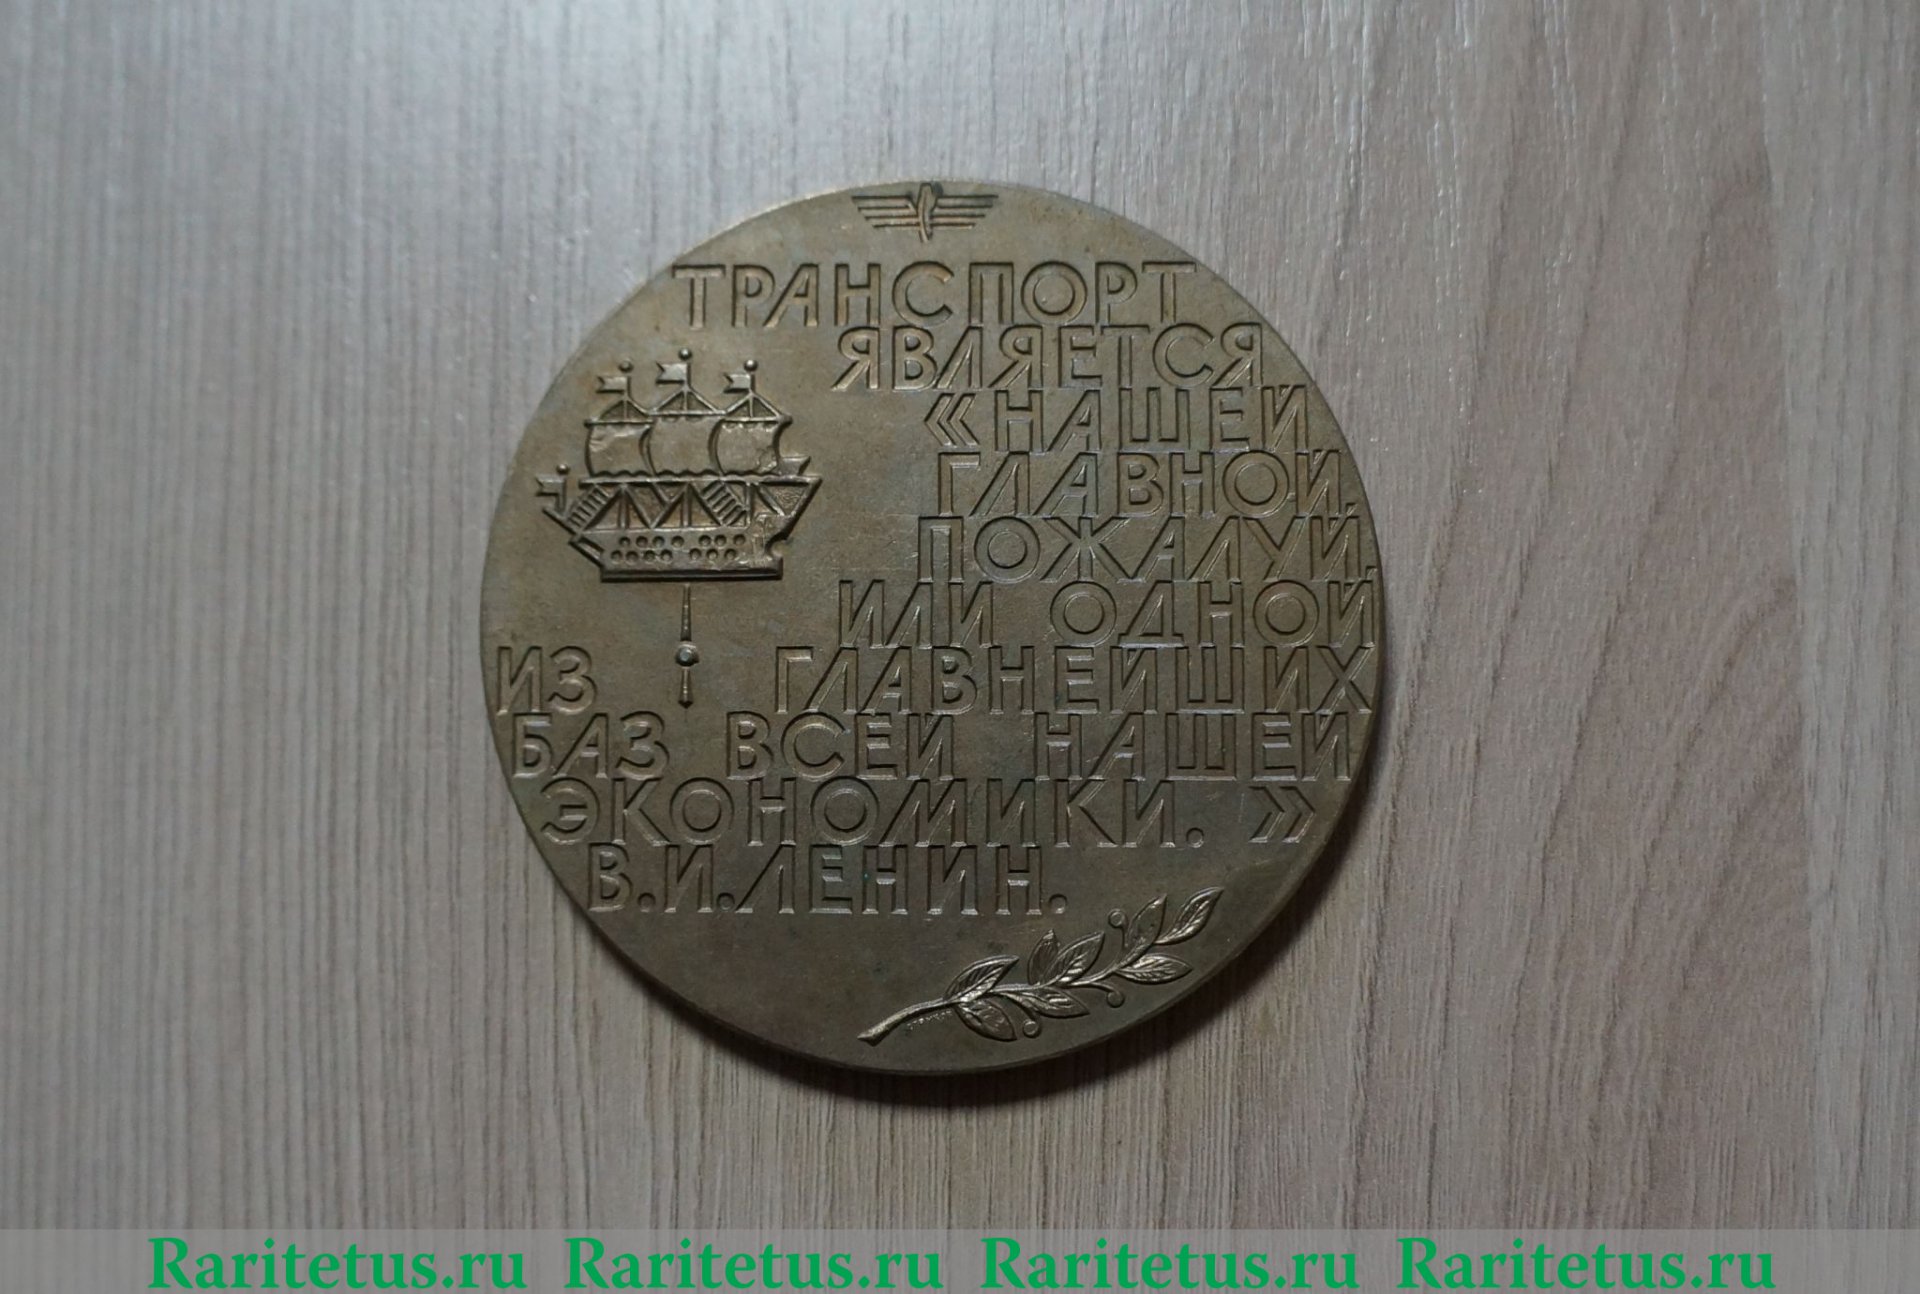 ТРАНСПОРТ
ЯВЛЯЕТСЯ
«НАШЕЙ
ГЛАВНОЙ,
ПОЖАЛУЙ,
ИЛИ ОДНОЙ
ИЗ ГЛАВНЕЙШИХ
БАЗ ВСЕЙ НАШЕЙ
ЭКОНОМИКИ.»
В.И.ЛЕНИН.
Raritetus.ru Raritetus.ru Raritetus.ru Raritetus.ru